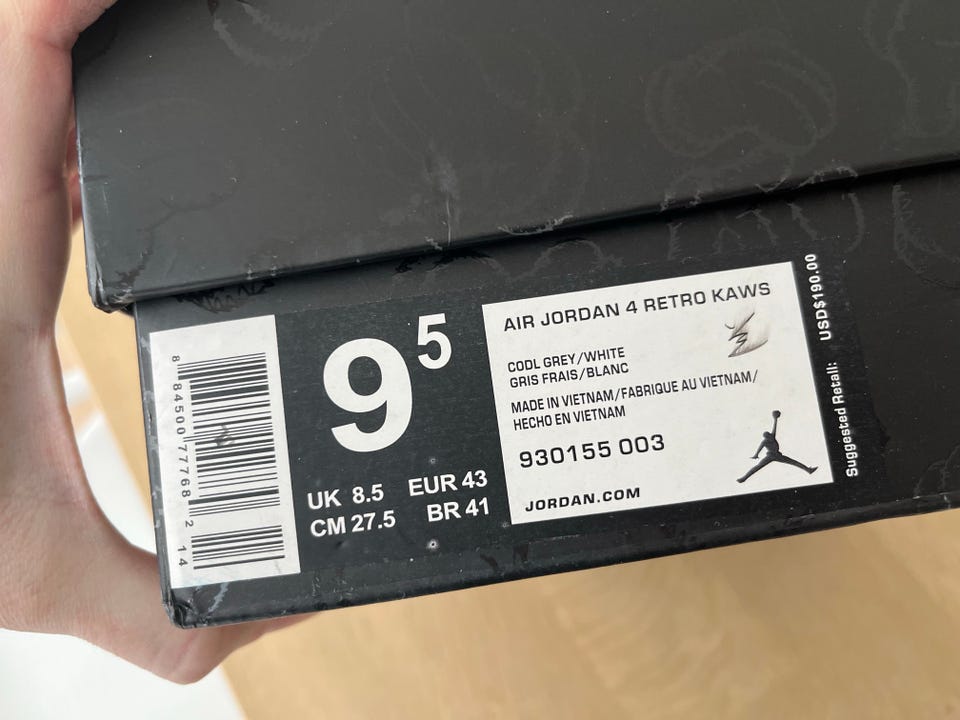 8 84500 77768 2 14
9⁵
UK 8.5 EUR 43
CM 27.5 BR 41
AIR JORDAN 4 RETRO KAWS
COOL GREY/WHITE
GRIS FRAIS/BLANC
MADE IN VIETNAM/FABRIQUE AU VIETNAM/
HECHO EN VIETNAM
930155 003
JORDAN.COM
Suggested Retail: USD$190.00